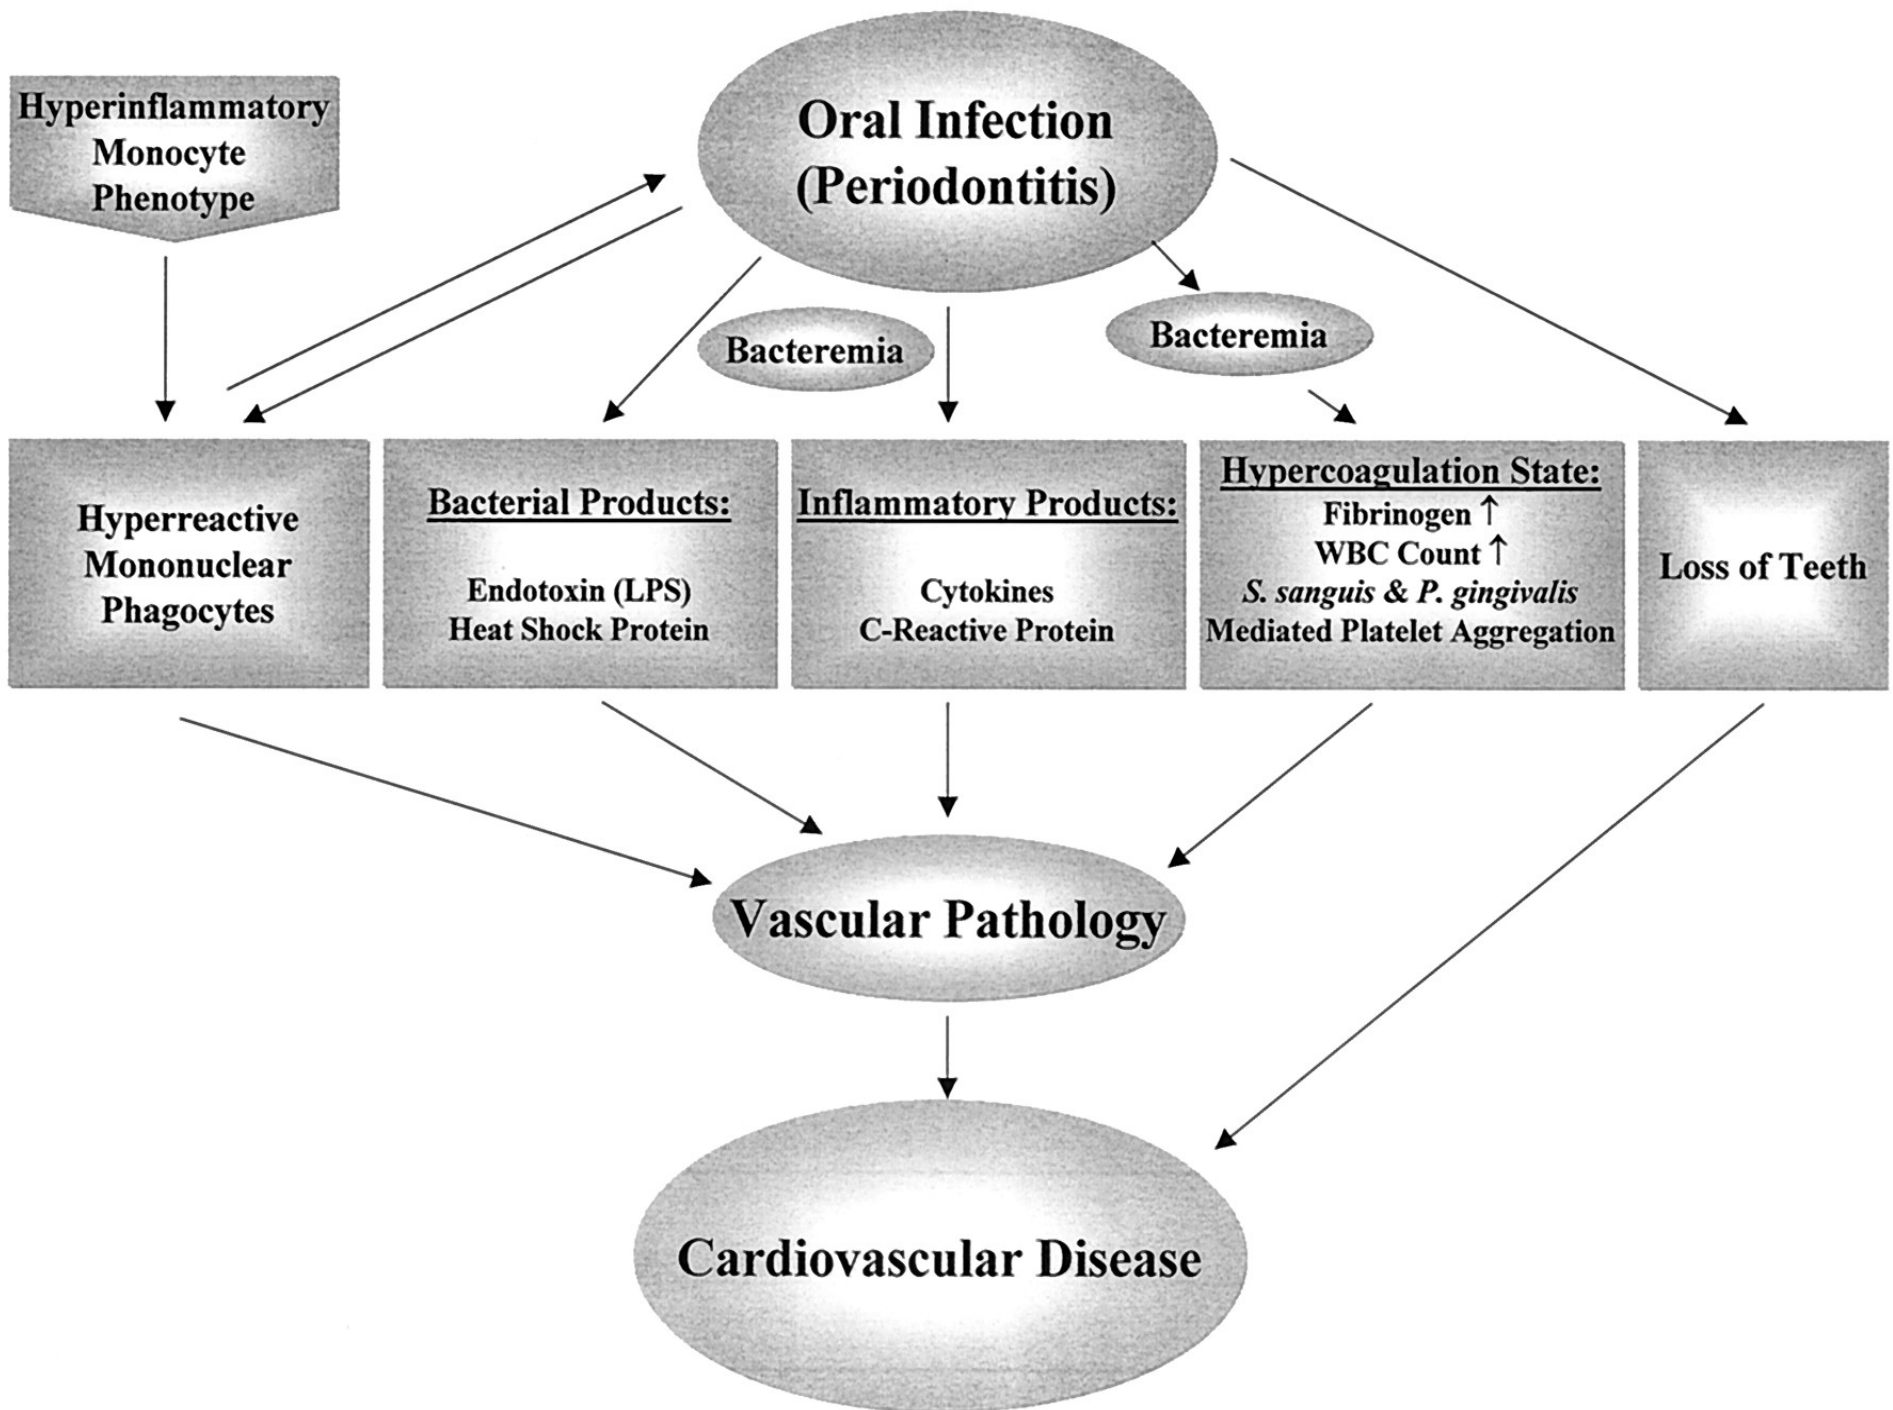 Hyperinflammatory
Monocyte
Phenotype
Oral Infection
(Periodontitis)
Bacteremia
Bacteremia
Hyperreactive
Mononuclear
Phagocytes
Bacterial Products:
Endotoxin (LPS)
Heat Shock Protein
Inflammatory Products:
Cytokines
C-Reactive Protein
Hypercoagulation State:
Fibrinogen ↑
WBC Count ↑
S. sanguis & P. gingivalis
Mediated Platelet Aggregation
Loss of Teeth
Vascular Pathology
Cardiovascular Disease